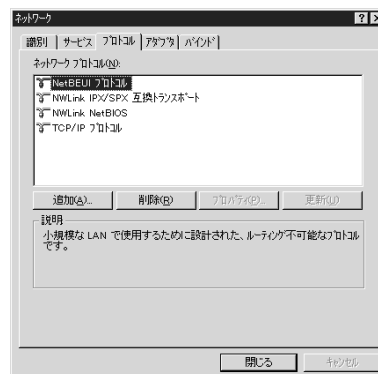 ネットワーク
識別 サービス プロトコル アダプタ バインド
ネットワーク プロトコル(N):
NetBEUI プロトコル
NWLink IPX/SPX 互換トランスポート
NWLink NetBIOS
TCP/IP プロトコル
追加(A)... 削除(R) プロパティ(P)... 更新(U)
説明
小規模な LAN で使用するために設計された、ルーティング不可能なプロトコル
です。
閉じる キャンセル